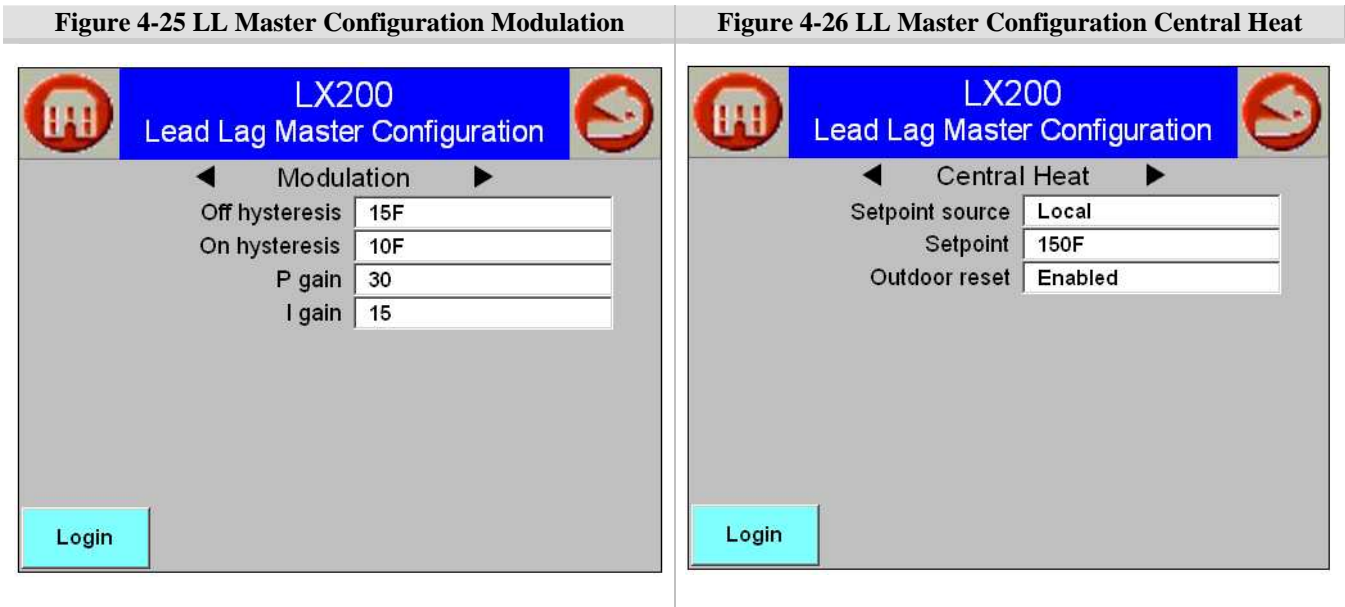 Figure 4-25 LL Master Configuration Modulation
LX200
Lead Lag Master Configuration
Modulation
Off hysteresis 15F
On hysteresis 10F
P gain 30
I gain 15
Login
Figure 4-26 LL Master Configuration Central Heat
LX200
Lead Lag Master Configuration
Central Heat
Setpoint source Local
Setpoint 150F
Outdoor reset Enabled
Login